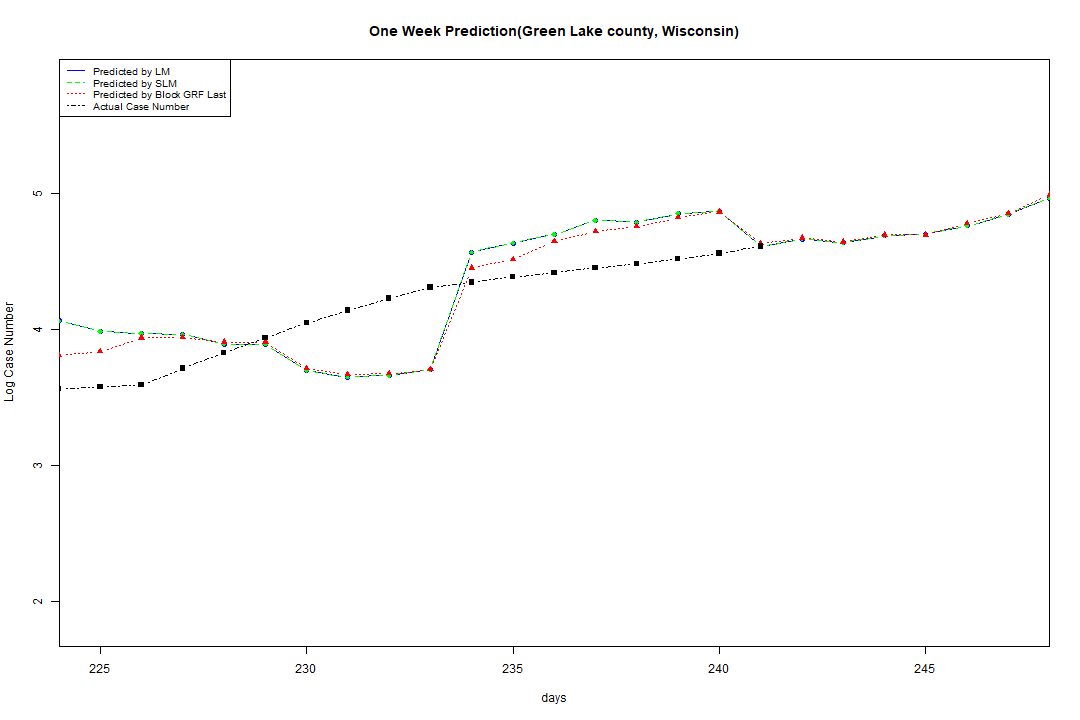 One Week Prediction(Green Lake county, Wisconsin)
Predicted by LM
Predicted by SLM
Predicted by Block GRF Last
Actual Case Number
5
4
3
2
Log Case Number
225 230 235 240 245
days